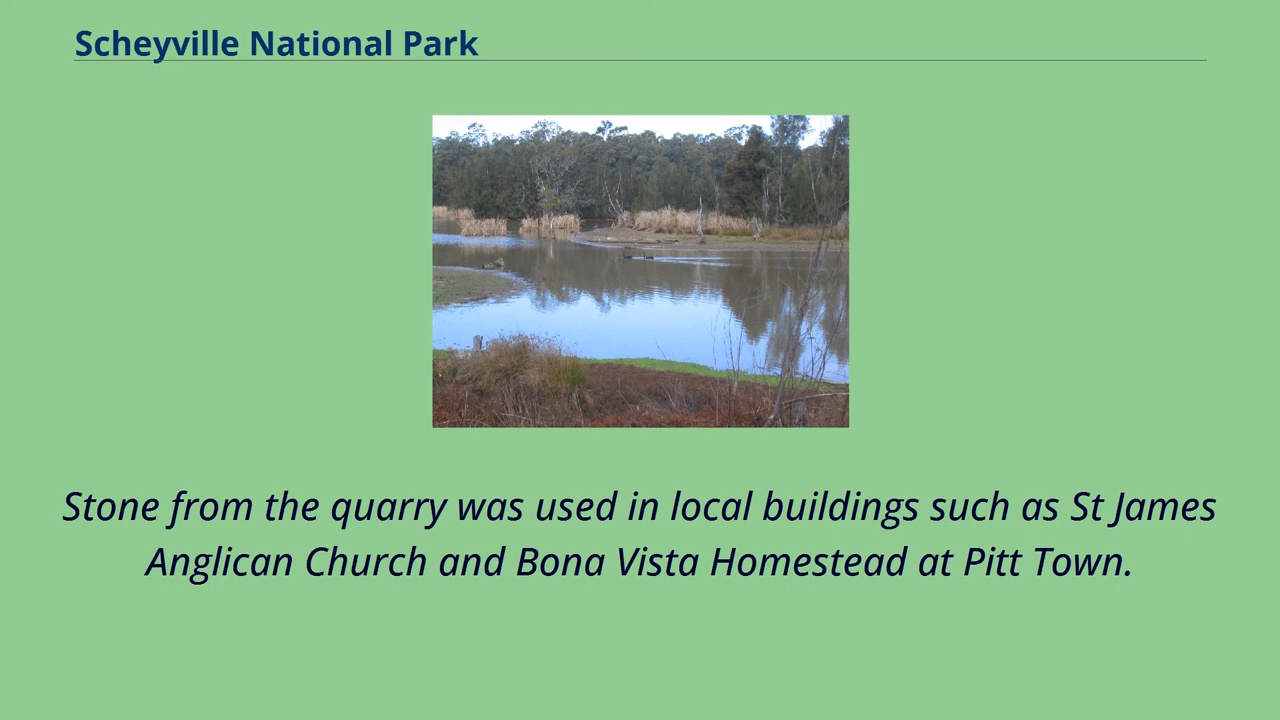 Scheyville National Park
Stone from the quarry was used in local buildings such as St James
Anglican Church and Bona Vista Homestead at Pitt Town.